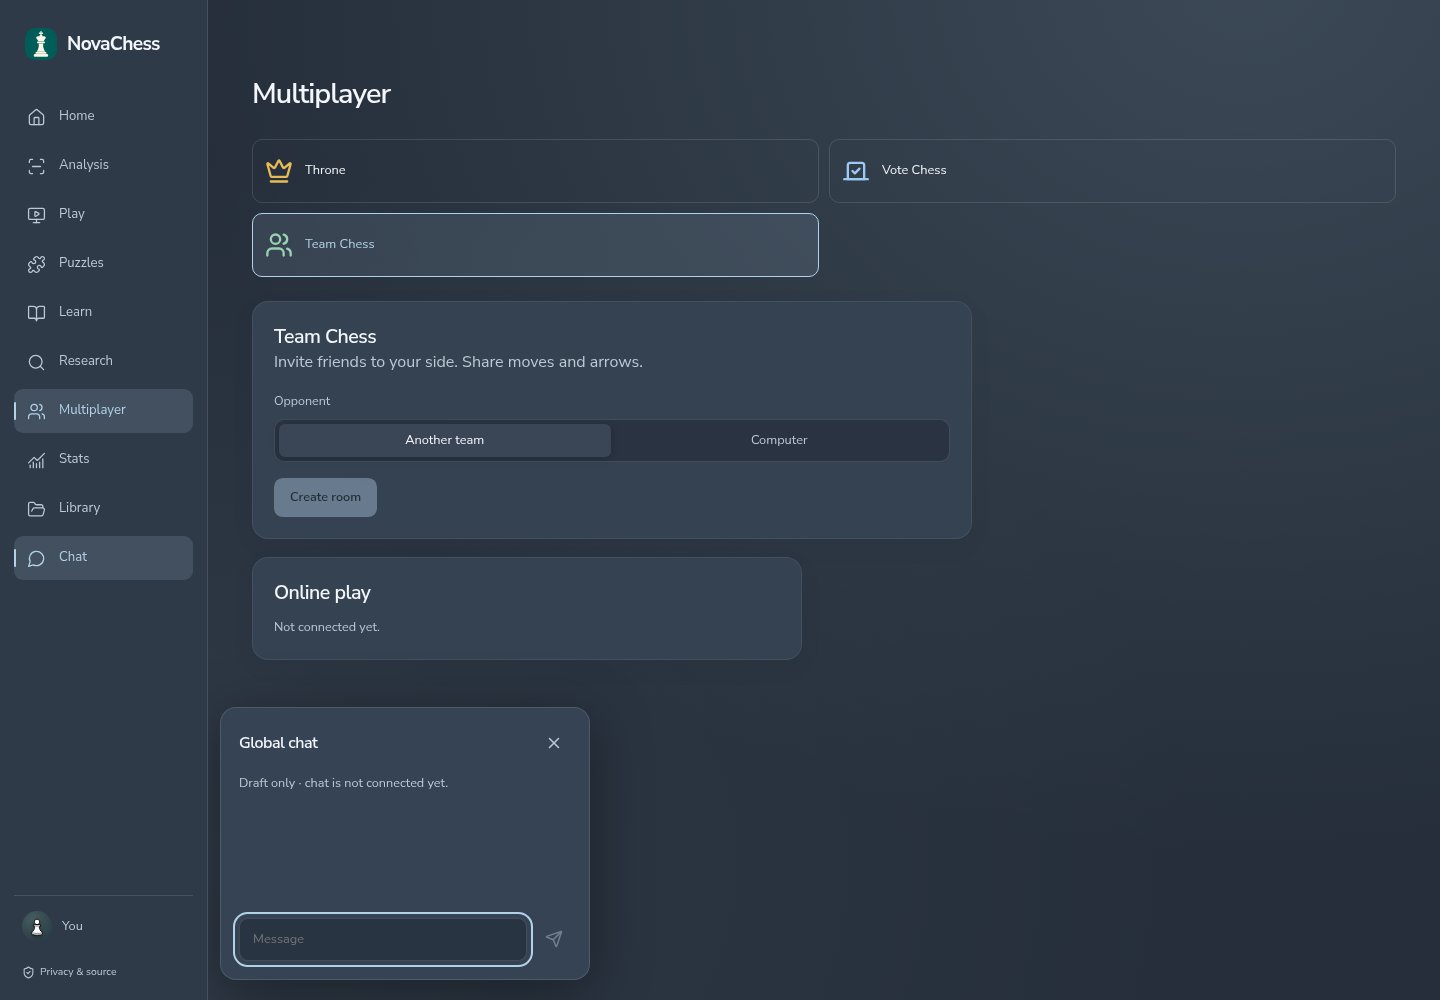 NovaChess
Home
Analysis
Play
Puzzles
Learn
Research
Multiplayer
Stats
Library
Chat
You
Privacy & source
Multiplayer
Throne
Vote Chess
Team Chess
Team Chess
Invite friends to your side. Share moves and arrows.
Opponent
Another team
Computer
Create room
Online play
Not connected yet.
Global chat
Draft only · chat is not connected yet.
Message